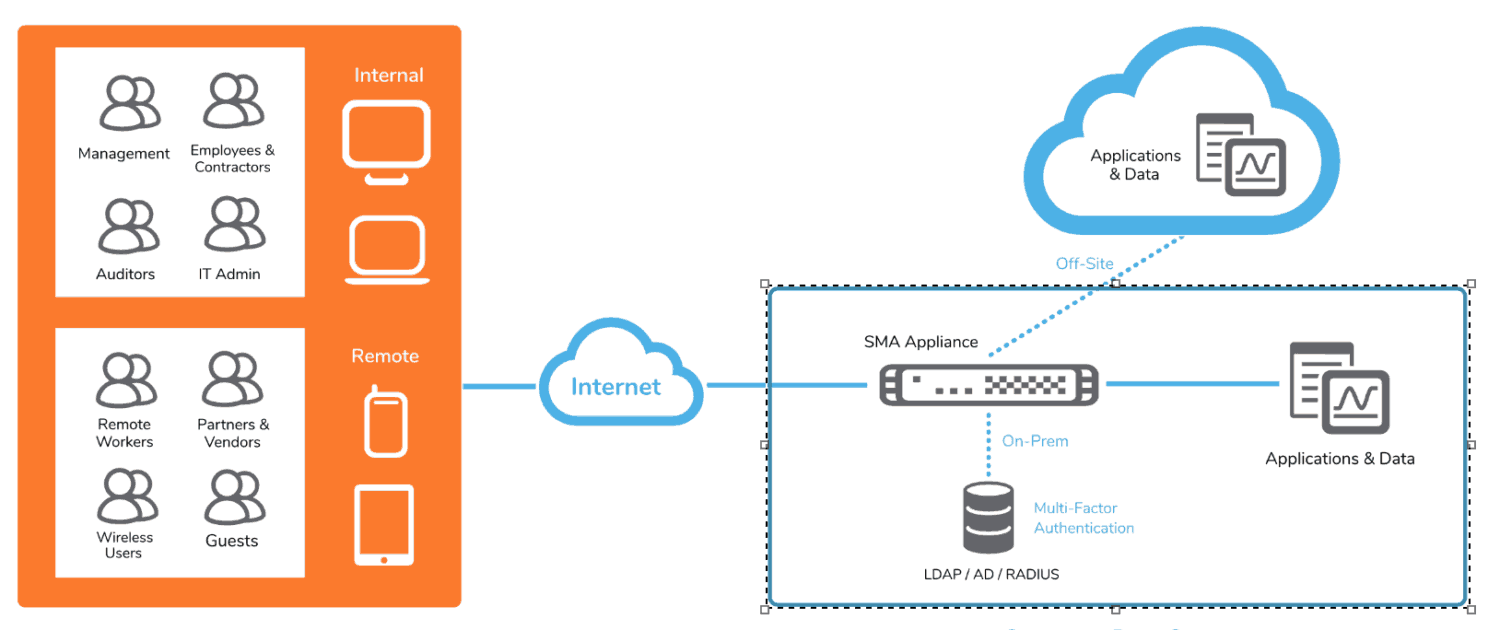 Internal
Management
Employees &
Contractors
Auditors
IT Admin
Remote
Remote
Workers
Partners &
Vendors
Wireless
Users
Guests
Internet
Applications
& Data
Off-Site
SMA Appliance
On-Prem
Multi-Factor
Authentication
LDAP / AD / RADIUS
Applications & Data